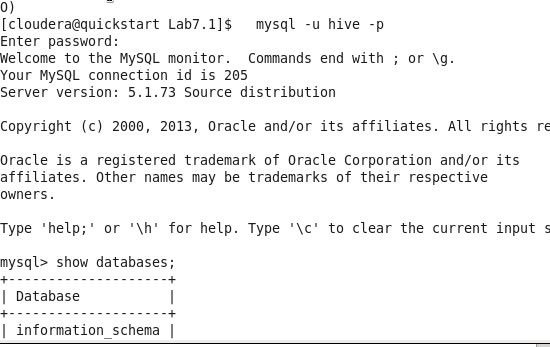 O)
[cloudera@quickstart Lab7.1]$   mysql -u hive -p
Enter password:
Welcome to the MySQL monitor.  Commands end with ; or \g.
Your MySQL connection id is 205
Server version: 5.1.73 Source distribution

Copyright (c) 2000, 2013, Oracle and/or its affiliates. All rights re

Oracle is a registered trademark of Oracle Corporation and/or its
affiliates. Other names may be trademarks of their respective
owners.

Type 'help;' or '\h' for help. Type '\c' to clear the current input s

mysql> show databases;
+--------------------+
| Database           |
+--------------------+
| information_schema |